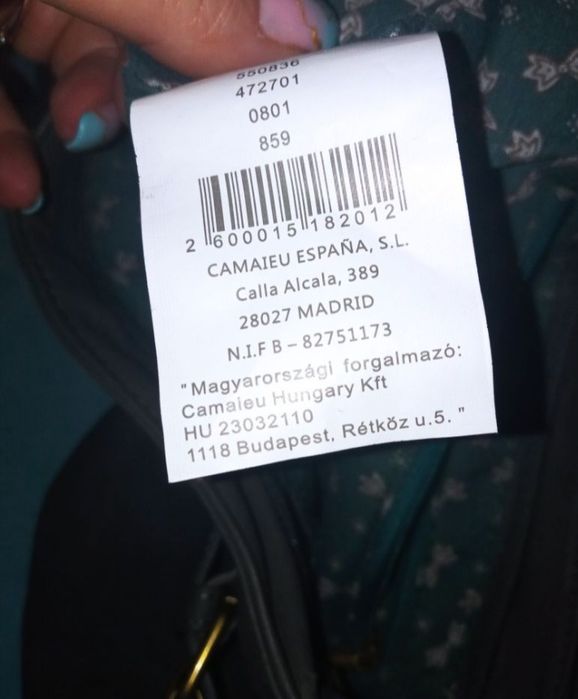 550836
472701
0801
859
2 600015 182012
CAMAIEU ESPAÑA, S.L.
Calla Alcala, 389
28027 MADRID
N.I.F B – 82751173
"Magyarországi forgalmazó:
Camaieu Hungary Kft
HU 23032110
1118 Budapest, Rétköz u.5. "